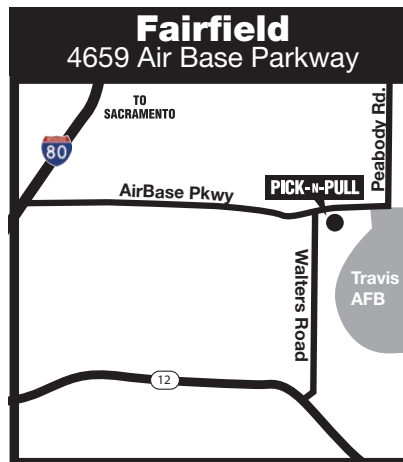 Fairfield
4659 Air Base Parkway
TO
SACRAMENTO
80
Peabody Rd.
AirBase Pkwy
PICK-N-PULL
Walters Road
Travis
AFB
12